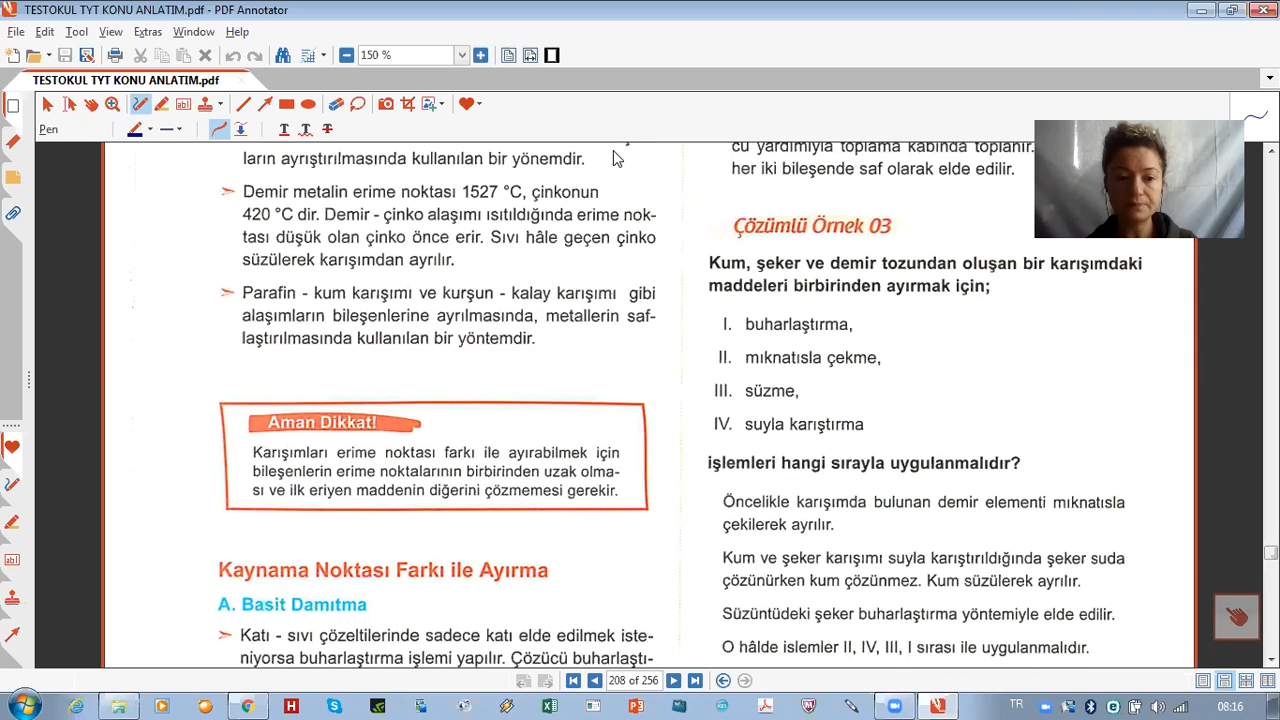 TESTOKUL TYT KONU ANLATIM.pdf - PDF Annotator
File Edit Tool View Extras Window Help
150 %
TESTOKUL TYT KONU ANLATIM.pdf
Pen
ların ayrıştırılmasında kullanılan bir yönemdir.
Demir metalin erime noktası 1527 °C, çinkonun
420 °C dir. Demir - çinko alaşımı ısıtıldığında erime nok-
tası düşük olan çinko önce erir. Sıvı hâle geçen çinko
süzülerek karışımdan ayrılır.
Parafin - kum karışımı ve kurşun - kalay karışımı gibi
alaşımların bileşenlerine ayrılmasında, metallerin saf-
laştırılmasında kullanılan bir yöntemdir.
Aman Dikkat!
Karışımları erime noktası farkı ile ayırabilmek için
bileşenlerin erime noktalarının birbirinden uzak olma-
sı ve ilk eriyen maddenin diğerini çözmemesi gerekir.
Kaynama Noktası Farkı ile Ayırma
A. Basit Damıtma
Katı - sıvı çözeltilerinde sadece katı elde edilmek iste-
niyorsa buharlaştırma işlemi yapılır. Çözücü buharlaştı-
cu yardımıyla toplama kabında toplanır.
her iki bileşende saf olarak elde edilir.
Çözümlü Örnek 03
Kum, şeker ve demir tozundan oluşan bir karışımdaki
maddeleri birbirinden ayırmak için;
I. buharlaştırma,
II. mıknatısla çekme,
III. süzme,
IV. suyla karıştırma
işlemleri hangi sırayla uygulanmalıdır?
Öncelikle karışımda bulunan demir elementi mıknatısla
çekilerek ayrılır.
Kum ve şeker karışımı suyla karıştırıldığında şeker suda
çözünürken kum çözünmez. Kum süzülerek ayrılır.
Süzüntüdeki şeker buharlaştırma yöntemiyle elde edilir.
O hâlde işlemler II, IV, III, I sırası ile uygulanmalıdır.
208 of 256
TR
08:16